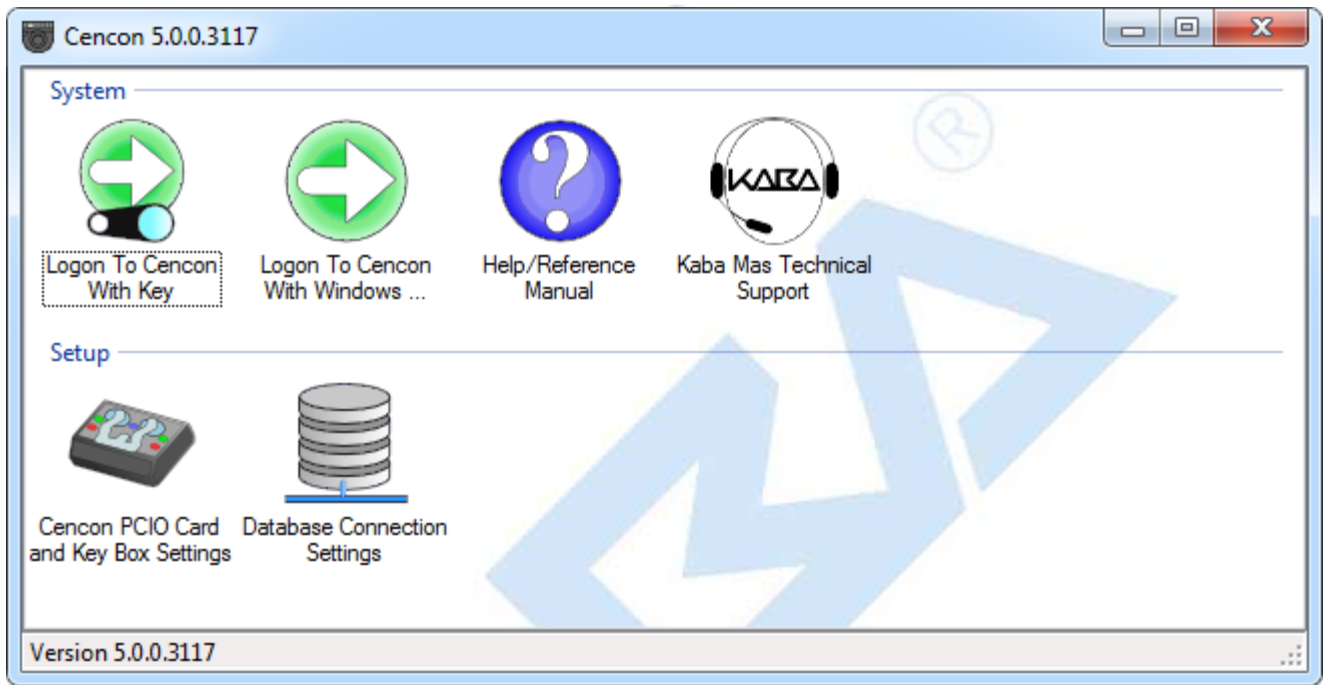 Cencon 5.0.0.3117
System
Logon To Cencon
With Key
Logon To Cencon
With Windows ...
Help/Reference
Manual
KABA
Kaba Mas Technical
Support
Setup
Cencon PCIO Card
and Key Box Settings
Database Connection
Settings
Version 5.0.0.3117
®